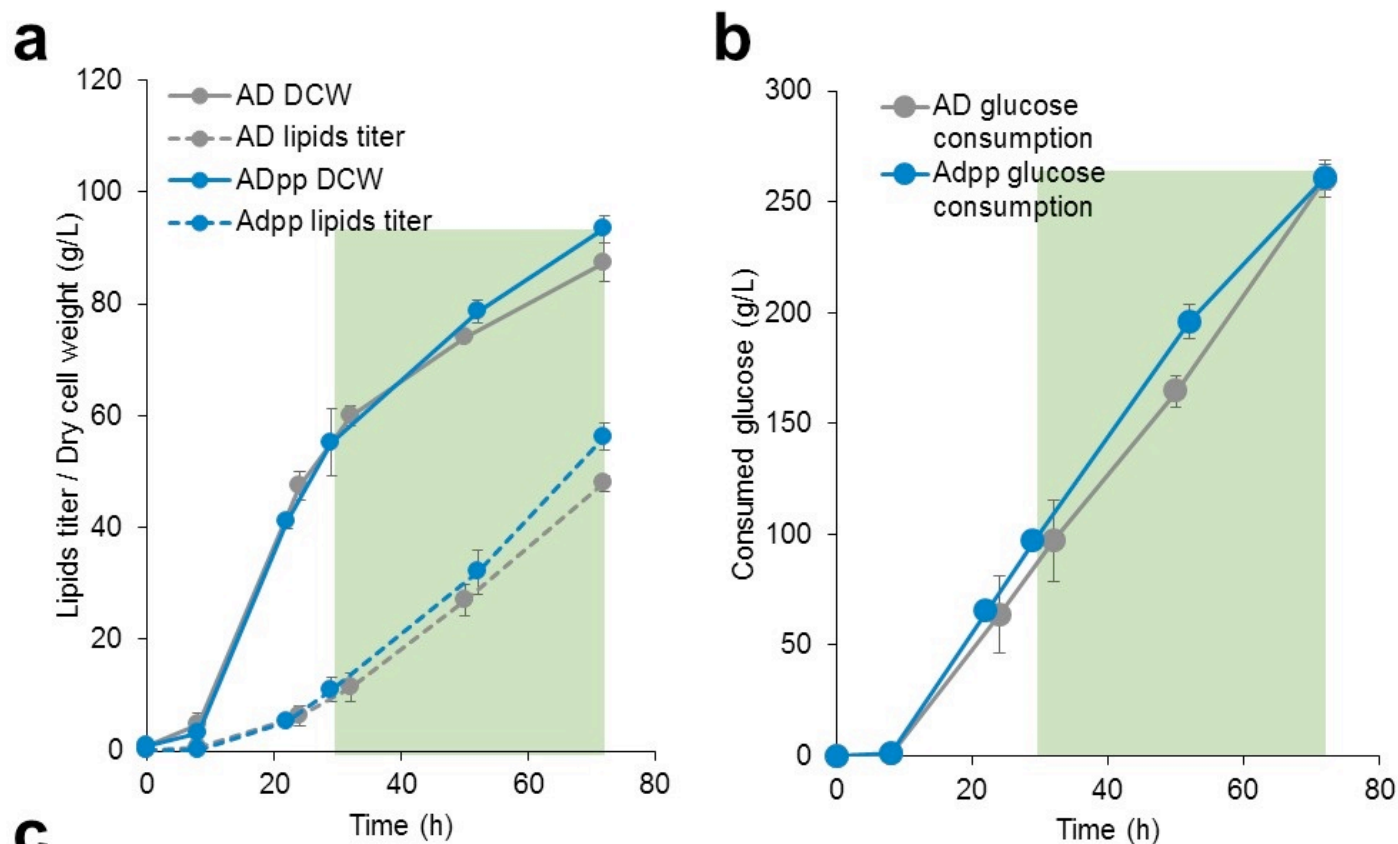 a
120
100
80
60
40
20
0
Lipids titer / Dry cell weight (g/L)
AD DCW
AD lipids titer
ADpp DCW
Adpp lipids titer
0 20 40 60 80
Time (h)
b
300
250
200
150
100
50
0
Consumed glucose (g/L)
AD glucose
consumption
Adpp glucose
consumption
0 20 40 60 80
Time (h)
c